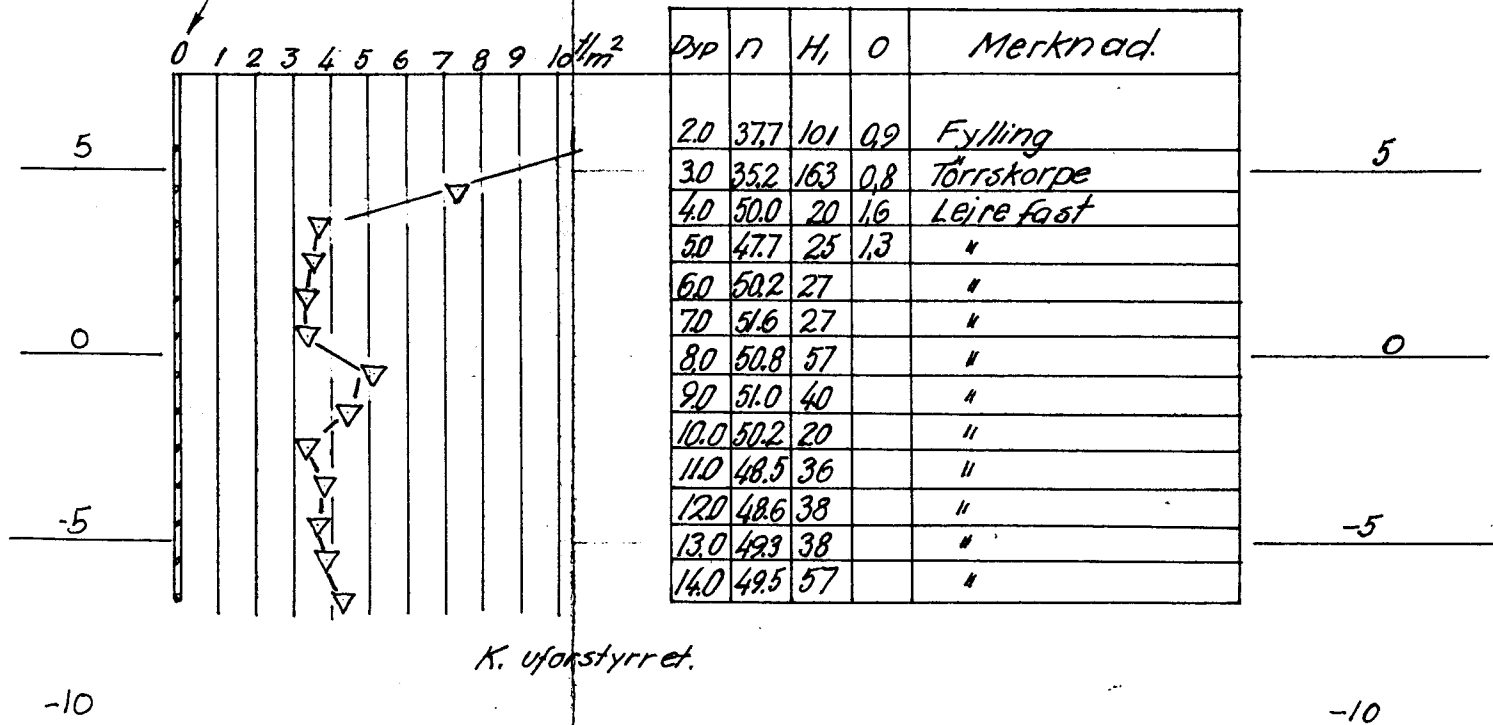 0 1 2 3 4 5 6 7 8 9 10 t/m²
Dyp n H₁ O Merknad.
2.0 37,7 101 0,9 Fylling
3.0 35.2 163 0,8 Törrskorpe
4.0 50.0 20 1,6 Leire fast
5.0 47.7 25 1,3 "
6.0 50.2 27 "
7.0 51.6 27 "
8.0 50.8 57 "
9.0 51.0 40 "
10.0 50.2 20 "
11.0 48.5 36 "
12.0 48.6 38 "
13.0 49.3 38 "
14.0 49.5 57 "
5 5
0 0
-5 -5
K. uforstyrret.
-10 -10